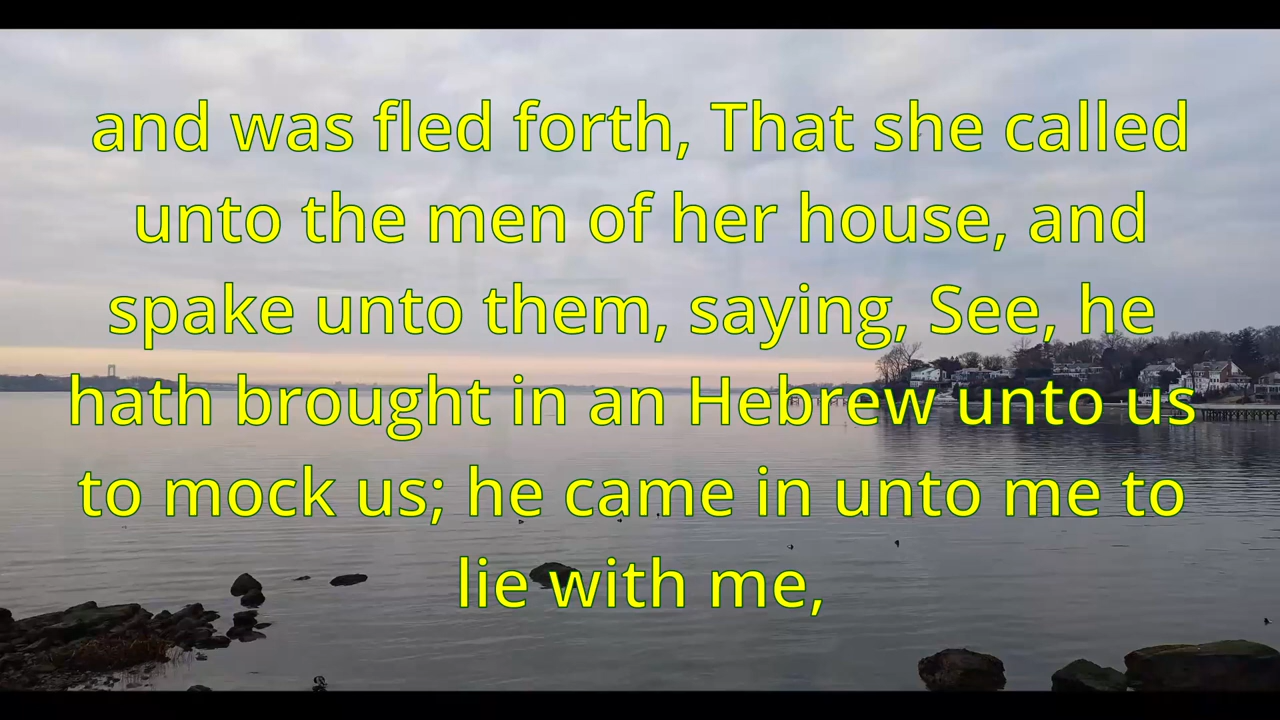 and was fled forth, That she called
unto the men of her house, and
spake unto them, saying, See, he
hath brought in an Hebrew unto us
to mock us; he came in unto me to
lie with me,